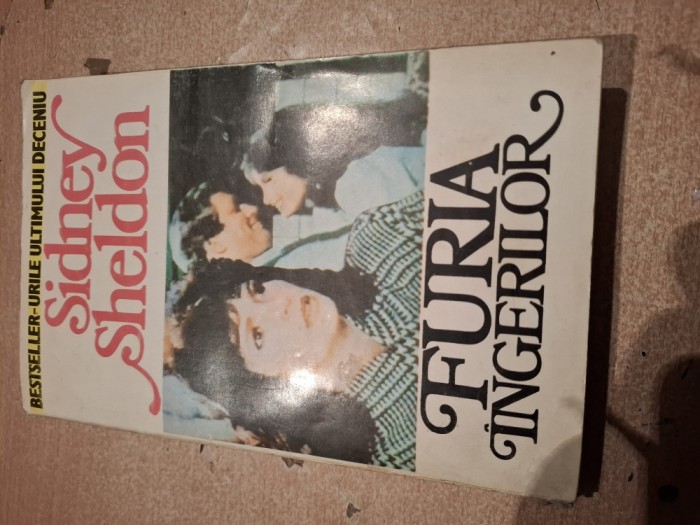 BESTSELLER-URILE ULTIMULUI DECENIU
Sidney
Sheldon
FURIA
ÎNGERILOR